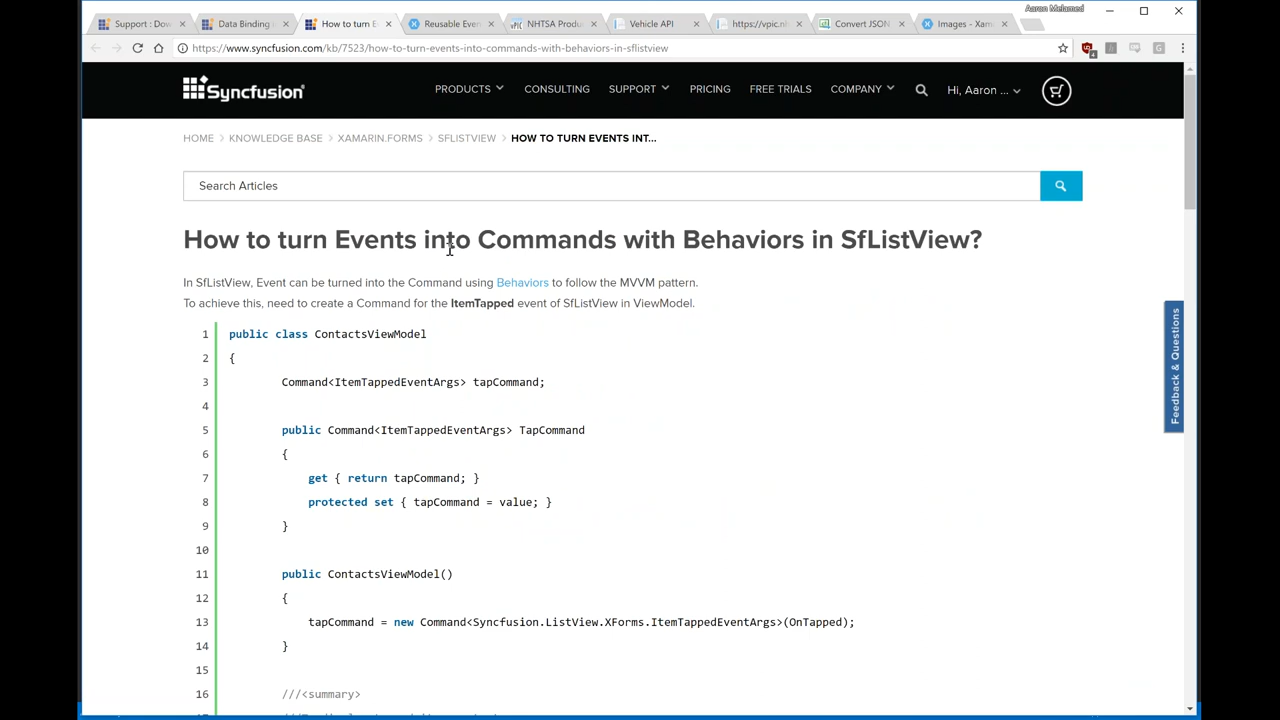 Aaron Melamed
Support : Dow
Data Binding
How to turn E
Reusable Even
NHTSA Produ
Vehicle API
https://vpic.nh
Convert JSON
Images - Xam
https://www.syncfusion.com/kb/7523/how-to-turn-events-into-commands-with-behaviors-in-sflistview
Syncfusion
PRODUCTS
CONSULTING
SUPPORT
PRICING
FREE TRIALS
COMPANY
Hi, Aaron ...
HOME > KNOWLEDGE BASE > XAMARIN.FORMS > SFLISTVIEW > HOW TO TURN EVENTS INT...
Search Articles
How to turn Events into Commands with Behaviors in SfListView?
In SfListView, Event can be turned into the Command using Behaviors to follow the MVVM pattern.
To achieve this, need to create a Command for the ItemTapped event of SfListView in ViewModel.
1 public class ContactsViewModel
2 {
3 Command<ItemTappedEventArgs> tapCommand;
4
5 public Command<ItemTappedEventArgs> TapCommand
6 {
7 get { return tapCommand; }
8 protected set { tapCommand = value; }
9 }
10
11 public ContactsViewModel()
12 {
13 tapCommand = new Command<Syncfusion.ListView.XForms.ItemTappedEventArgs>(OnTapped);
14 }
15
16 ///<summary>
Feedback & Questions